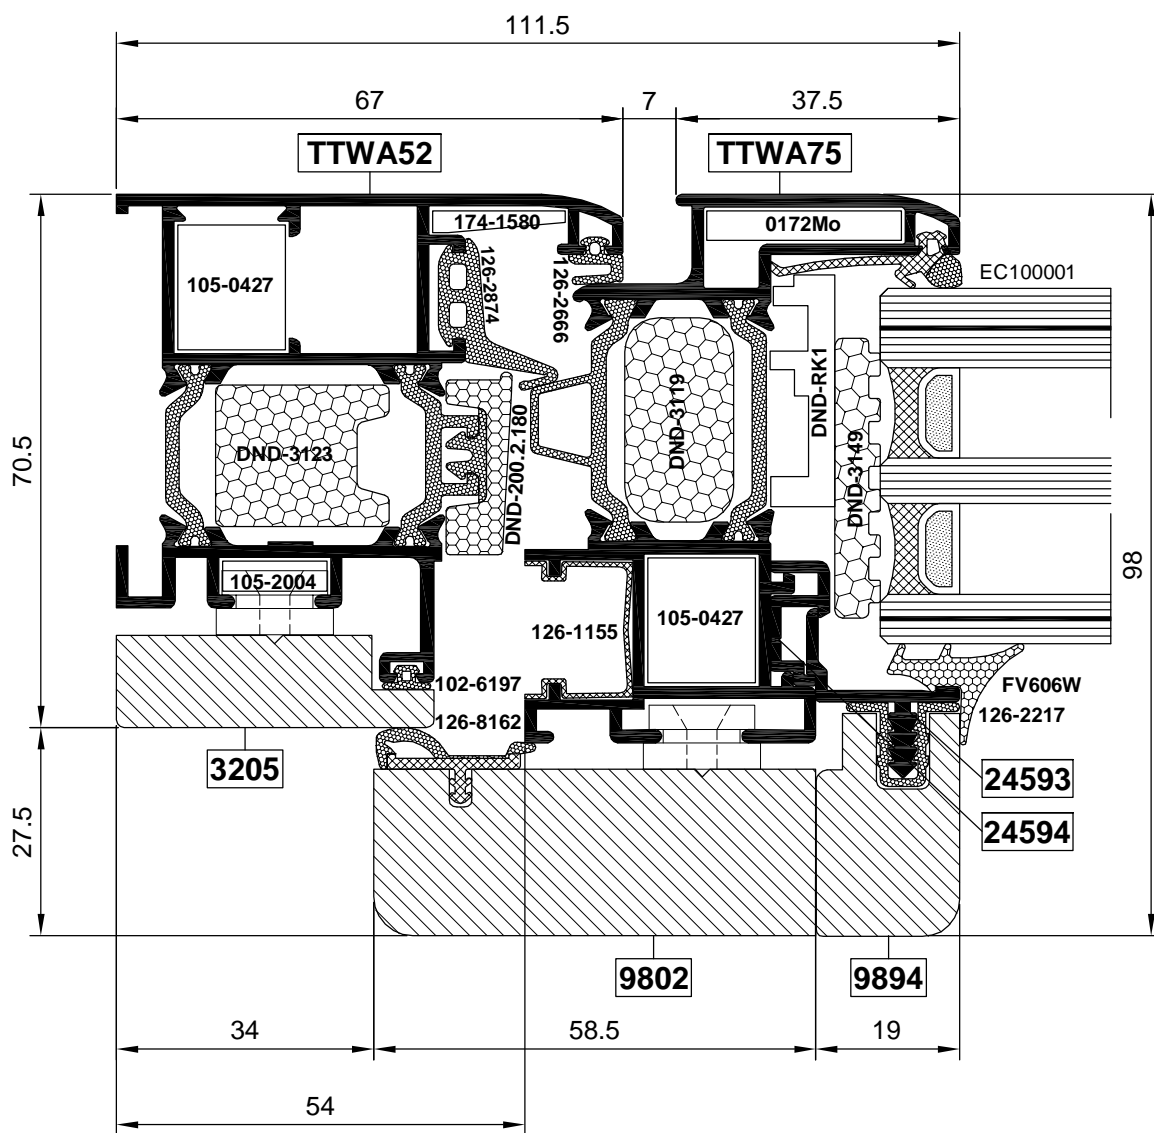 111.5
67
7
37.5
TTWA52
TTWA75
174-1580
0172Mo
105-0427
126-2874
126-2666
EC100001
DND-3123
DND-200.2.180
DND-3119
DND-RK1
DND-3149
70.5
98
105-2004
126-1155
105-0427
102-6197
126-8162
FV606W
126-2217
3205
24593
24594
27.5
9802
9894
34
58.5
19
54